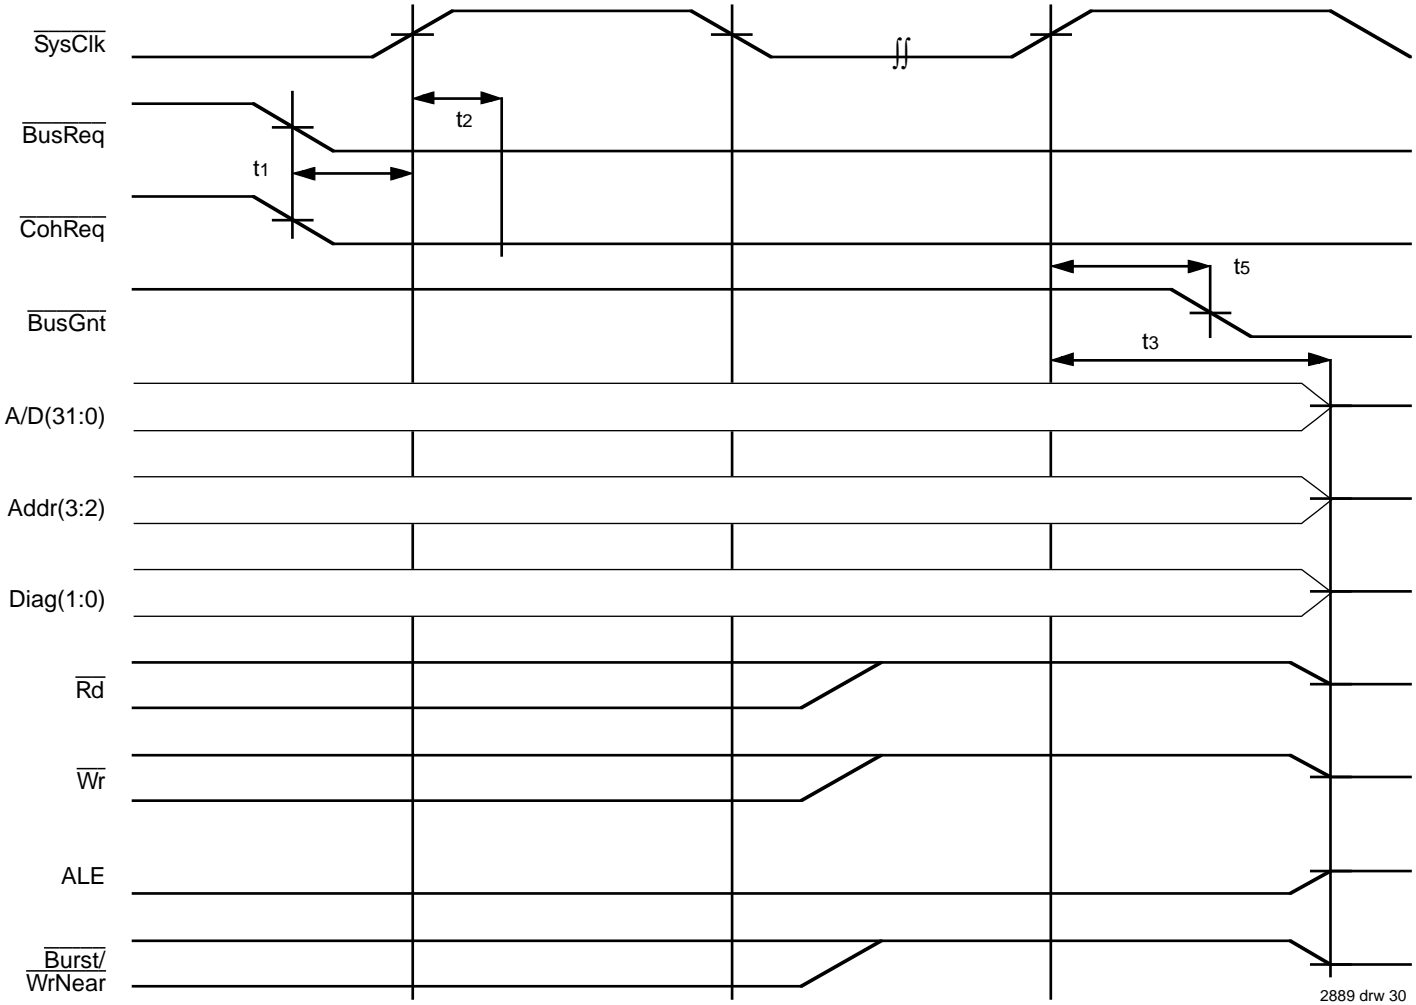 SysClk
t2
BusReq
t1
CohReq
t5
BusGnt
t3
A/D(31:0)
Addr(3:2)
Diag(1:0)
Rd
Wr
ALE
Burst/
WrNear
2889 drw 30